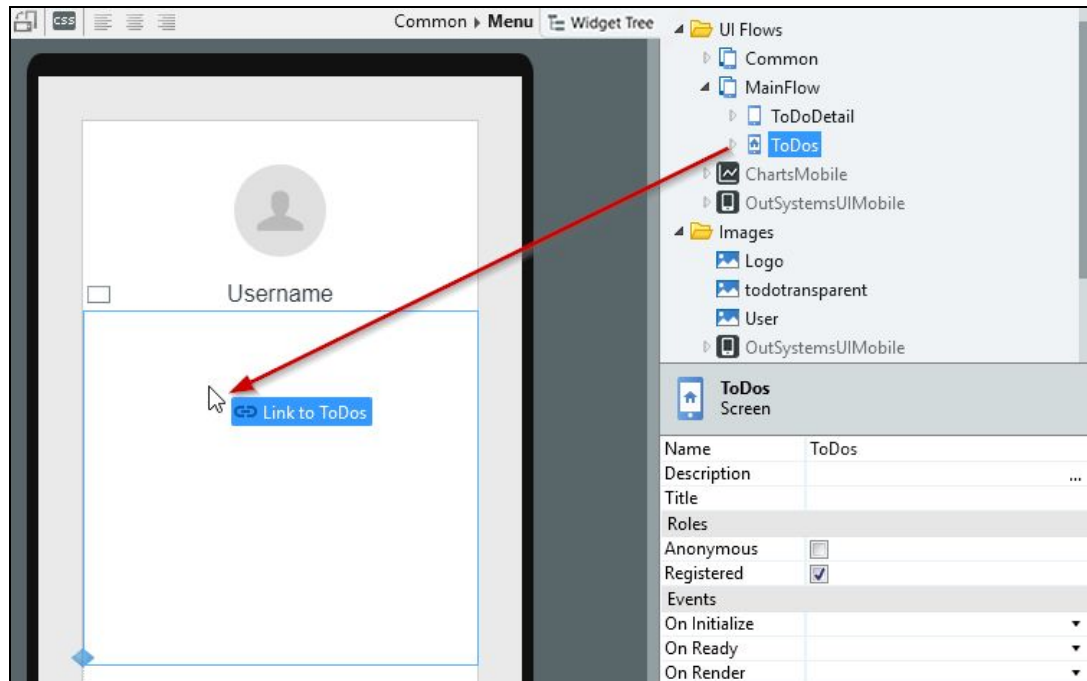 CSS
Common ▸ Menu
Widget Tree
Username
Link to ToDos
UI Flows
Common
MainFlow
ToDoDetail
ToDos
ChartsMobile
OutSystemsUIMobile
Images
Logo
todotransparent
User
OutSystemsUIMobile
ToDos
Screen
Name ToDos
Description ...
Title
Roles
Anonymous
Registered
Events
On Initialize
On Ready
On Render